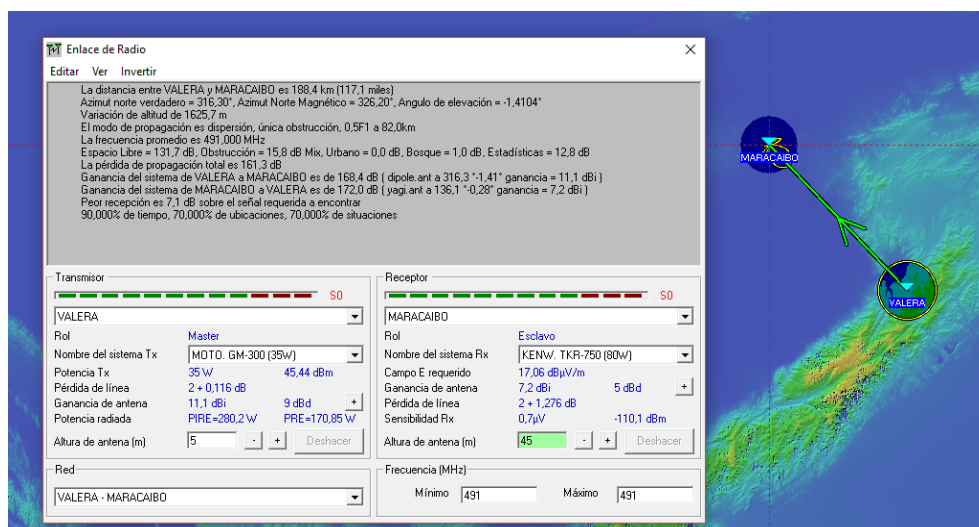 Enlace de Radio
Editar Ver Invertir
La distancia entre VALERA y MARACAIBO es 188,4 km (117,1 miles)
Azimut norte verdadero = 316,30°, Azimut Norte Magnético = 326,20°, Angulo de elevación = -1,4104°
Variación de altitud de 1625,7 m
El modo de propagación es dispersión, única obstrucción, 0,5F1 a 82,0km
La frecuencia promedio es 491,000 MHz
Espacio Libre = 131,7 dB, Obstrucción = 15,8 dB Mix, Urbano = 0,0 dB, Bosque = 1,0 dB, Estadísticas = 12,8 dB
La pérdida de propagación total es 161,3 dB
Ganancia del sistema de VALERA a MARACAIBO es de 168,4 dB ( dipole.ant a 316,3 °-1,41° ganancia = 11,1 dBi )
Ganancia del sistema de MARACAIBO a VALERA es de 172,0 dB ( yagi.ant a 136,1 °-0,28° ganancia = 7,2 dBi )
Peor recepción es 7,1 dB sobre el señal requerida a encontrar
90,000% de tiempo, 70,000% de ubicaciones, 70,000% de situaciones
Transmisor
S0
VALERA
Rol Master
Nombre del sistema Tx MOTO. GM-300 (35W)
Potencia Tx 35 W 45,44 dBm
Pérdida de línea 2 + 0,116 dB
Ganancia de antena 11,1 dBi 9 dBd +
Potencia radiada PIRE=280,2 W PRE=170,85 W
Altura de antena (m) 5 - + Deshacer
Receptor
S0
MARACAIBO
Rol Esclavo
Nombre del sistema Rx KENW. TKR-750 (80W)
Campo E requerido 17,06 dBµV/m
Ganancia de antena 7,2 dBi 5 dBd +
Pérdida de línea 2 + 1,276 dB
Sensibilidad Rx 0,7µV -110,1 dBm
Altura de antena (m) 45 - + Deshacer
Red
VALERA - MARACAIBO
Frecuencia (MHz)
Mínimo 491 Máximo 491
MARACAIBO
VALERA